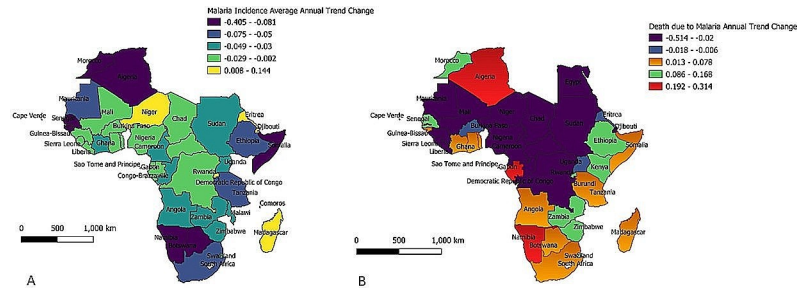 Malaria Incidence Average Annual Trend Change
-0.405 - -0.081
-0.075 - -0.05
-0.049 - -0.03
-0.029 - -0.002
0.008 - 0.144
Morocco
Algeria
Mauritania
Mali
Niger
Chad
Sudan
Eritrea
Cape Verde
Senegal
Burkina Faso
Djibouti
Guinea-Bissau
Nigeria
Ethiopia
Sierra Leone
Ghana
Cameroon
Somalia
Liberia
Sao Tome and Principe
Gabon
Uganda
Congo-Brazzaville
Rwanda
Democratic Republic of Congo
Tanzania
Comoros
Angola
Malawi
Zambia
Zimbabwe
Madagascar
Namibia
Botswana
Swaziland
South Africa
0 500 1,000 km
A
Death due to Malaria Annual Trend Change
-0.514 - -0.02
-0.018 - -0.006
0.013 - 0.078
0.086 - 0.168
0.192 - 0.314
Morocco
Algeria
Egypt
Mauritania
Mali
Niger
Chad
Sudan
Eritrea
Cape Verde
Senegal
Burkina Faso
Djibouti
Guinea-Bissau
Nigeria
Ethiopia
Somalia
Sierra Leone
Ghana
Cameroon
Liberia
Sao Tome and Principe
Gabon
Uganda
Kenya
Democratic Republic of Congo
Burundi
Tanzania
Angola
Zambia
Zimbabwe
Madagascar
Namibia
Botswana
Swaziland
South Africa
0 500 1,000 km
B